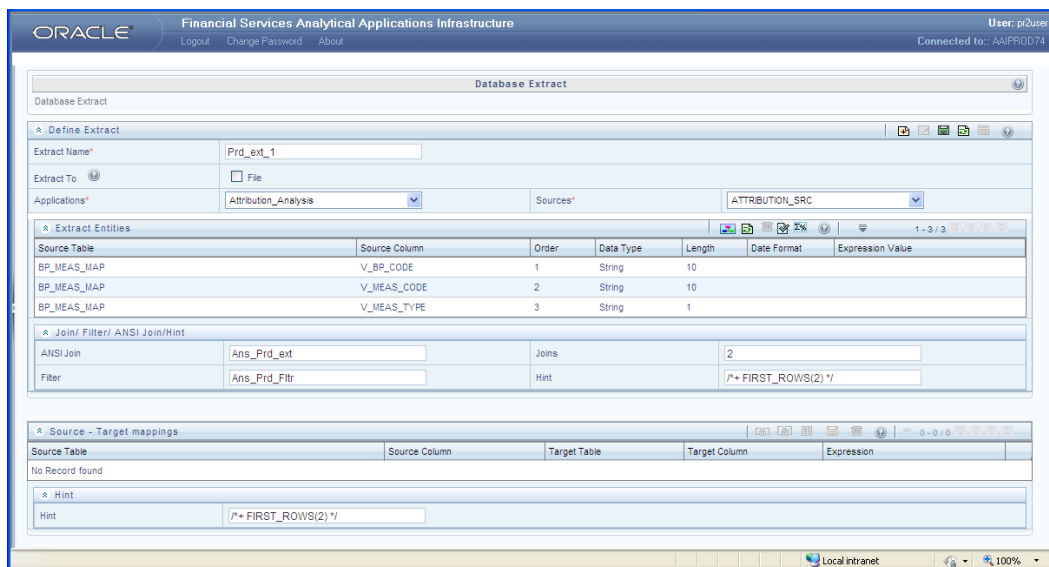 ORACLE
Financial Services Analytical Applications Infrastructure
User: pr2user
Logout Change Password About
Connected to:: AAIPROD74
Database Extract
Database Extract
Define Extract
Extract Name* Prd_ext_1
Extract To File
Applications* Attribution_Analysis Sources* ATTRIBUTION_SRC
Extract Entities 1 - 3 / 3
Source Table Source Column Order Data Type Length Date Format Expression Value
BP_MEAS_MAP V_BP_CODE 1 String 10
BP_MEAS_MAP V_MEAS_CODE 2 String 10
BP_MEAS_MAP V_MEAS_TYPE 3 String 1
Join/ Filter/ ANSI Join/Hint
ANSI Join Ans_Prd_ext Joins 2
Filter Ans_Prd_Fltr Hint /*+ FIRST_ROWS(2) */
Source - Target mappings 0 - 0 / 0
Source Table Source Column Target Table Target Column Expression
No Record found
Hint
Hint /*+ FIRST_ROWS(2) */
Local intranet 100%